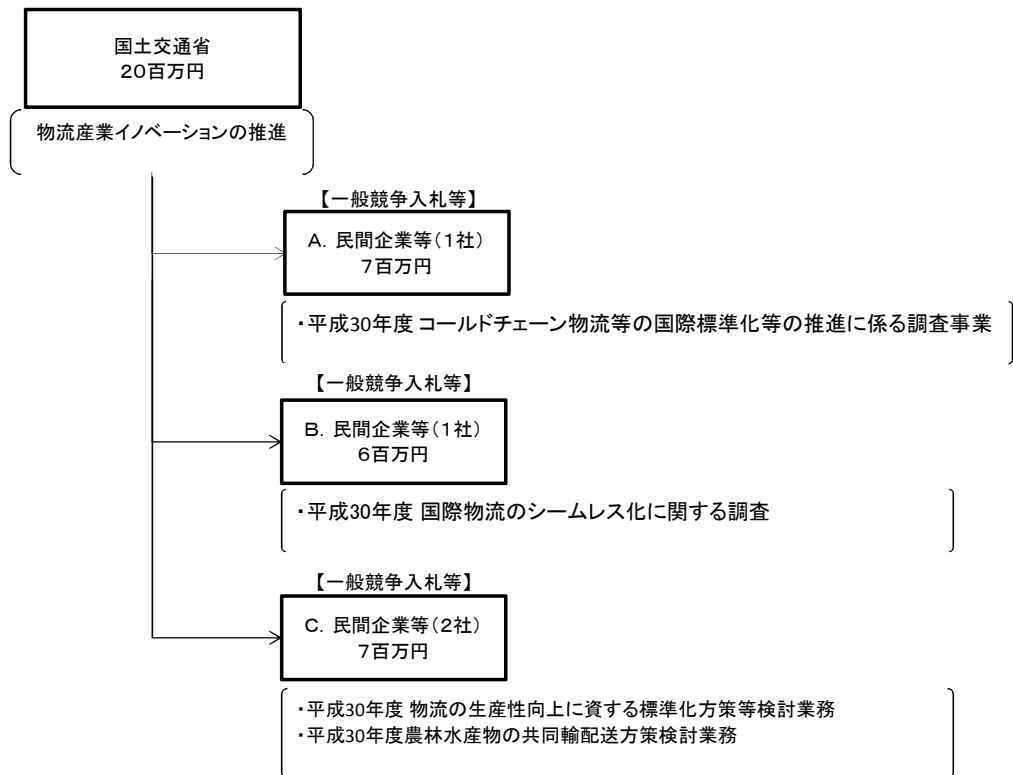 国土交通省
20百万円
物流産業イノベーションの推進
【一般競争入札等】
A. 民間企業等(1社)
7百万円
・平成30年度 コールドチェーン物流等の国際標準化等の推進に係る調査事業
【一般競争入札等】
B. 民間企業等(1社)
6百万円
・平成30年度 国際物流のシームレス化に関する調査
【一般競争入札等】
C. 民間企業等(2社)
7百万円
・平成30年度 物流の生産性向上に資する標準化方策等検討業務
・平成30年度農林水産物の共同輸配送方策検討業務